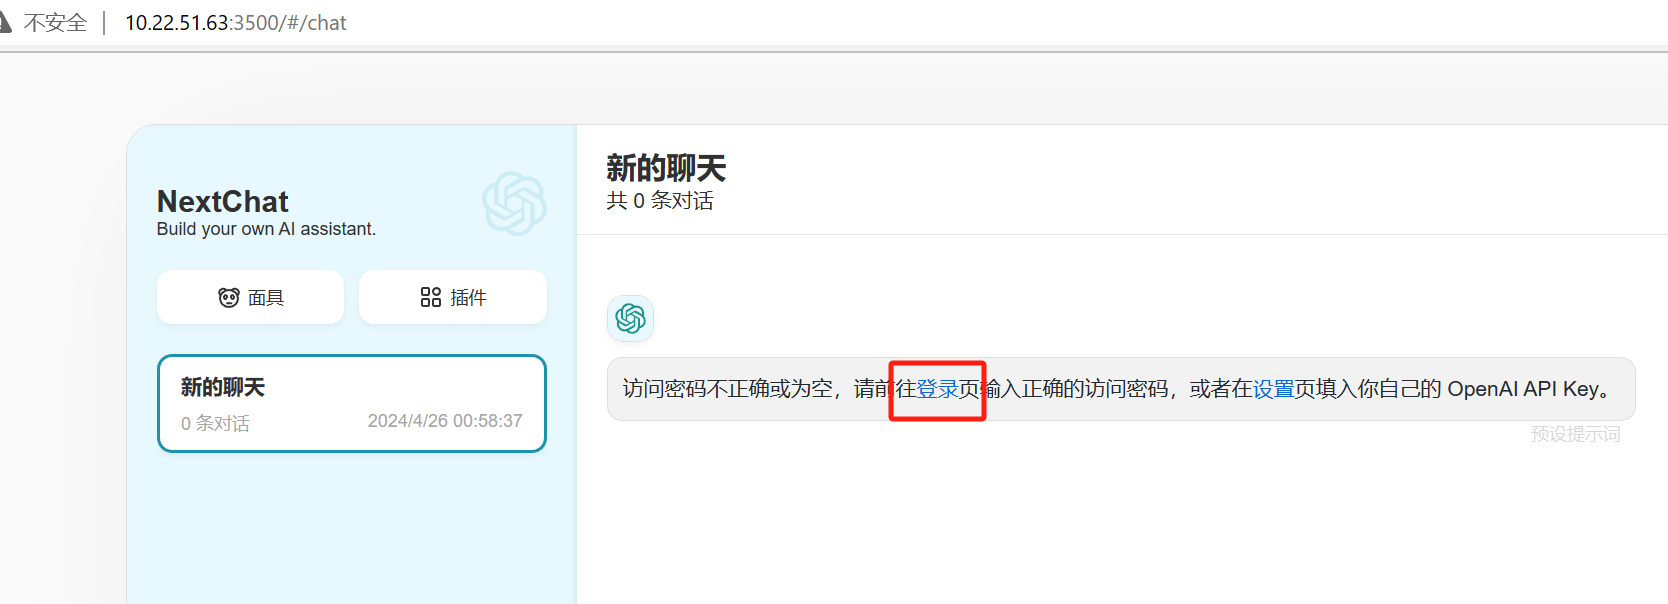 不安全 | 10.22.51.63:3500/#/chat
NextChat
Build your own AI assistant.
面具
插件
新的聊天
0 条对话
2024/4/26 00:58:37
新的聊天
共 0 条对话
访问密码不正确或为空，请前往登录页输入正确的访问密码，或者在设置页填入你自己的 OpenAI API Key。
预设提示词